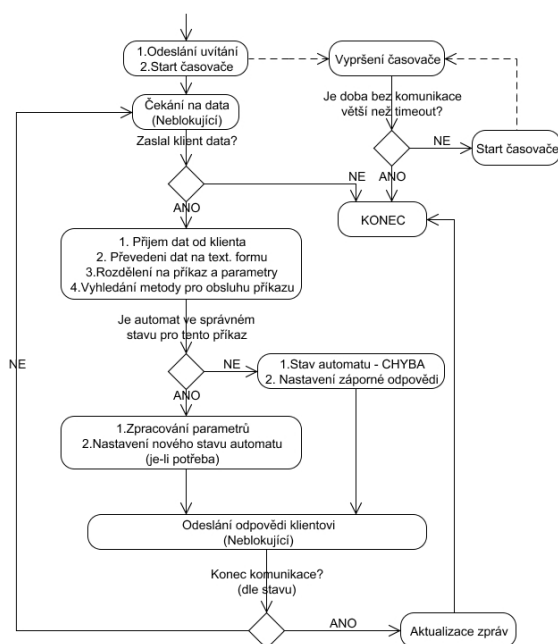 1.Odeslání uvítání
2.Start časovače
Vypršení časovače
Čekání na data
(Neblokující)
Je doba bez komunikace
větší než timeout?
Zaslal klient data?
NE
Start časovače
NE
ANO
ANO
KONEC
1. Přijem dat od klienta
2. Převedení dat na text. formu
3.Rozdělení na příkaz a parametry
4.Vyhledání metody pro obsluhu příkazu
Je automat ve správném
stavu pro tento příkaz
NE
NE
1.Stav automatu - CHYBA
2. Nastavení záporné odpovědi
ANO
1.Zpracování parametrů
2.Nastavení nového stavu automatu
(je-li potřeba)
Odeslání odpovědi klientovi
(Neblokující)
Konec komunikace?
(dle stavu)
ANO
Aktualizace zpráv